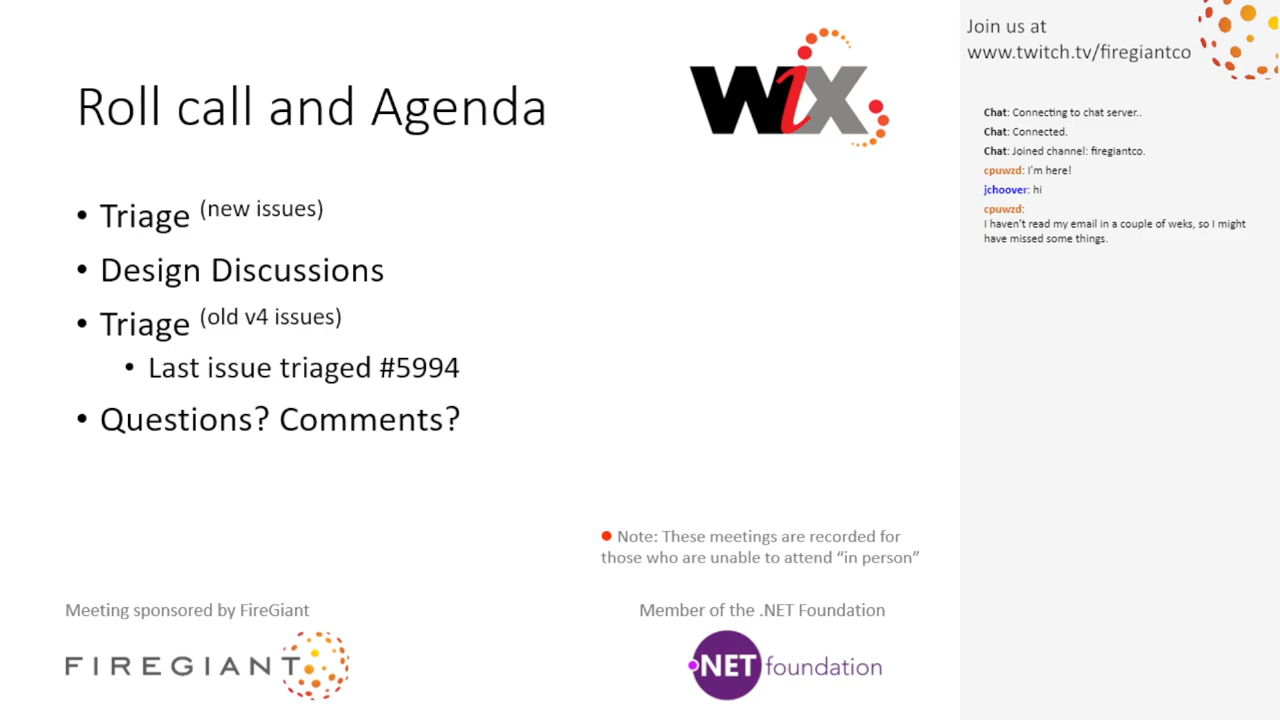 Roll call and Agenda
WiX
• Triage (new issues)
• Design Discussions
• Triage (old v4 issues)
• Last issue triaged #5994
• Questions? Comments?
Note: These meetings are recorded for
those who are unable to attend “in person”
Meeting sponsored by FireGiant
FIREGIANT
Member of the .NET Foundation
.NET foundation
Join us at
www.twitch.tv/firegiantco
Chat: Connecting to chat server..
Chat: Connected.
Chat: Joined channel: firegiantco.
cpuwzd: I'm here!
jchoover: hi
cpuwzd:
I haven't read my email in a couple of weks, so I might
have missed some things.